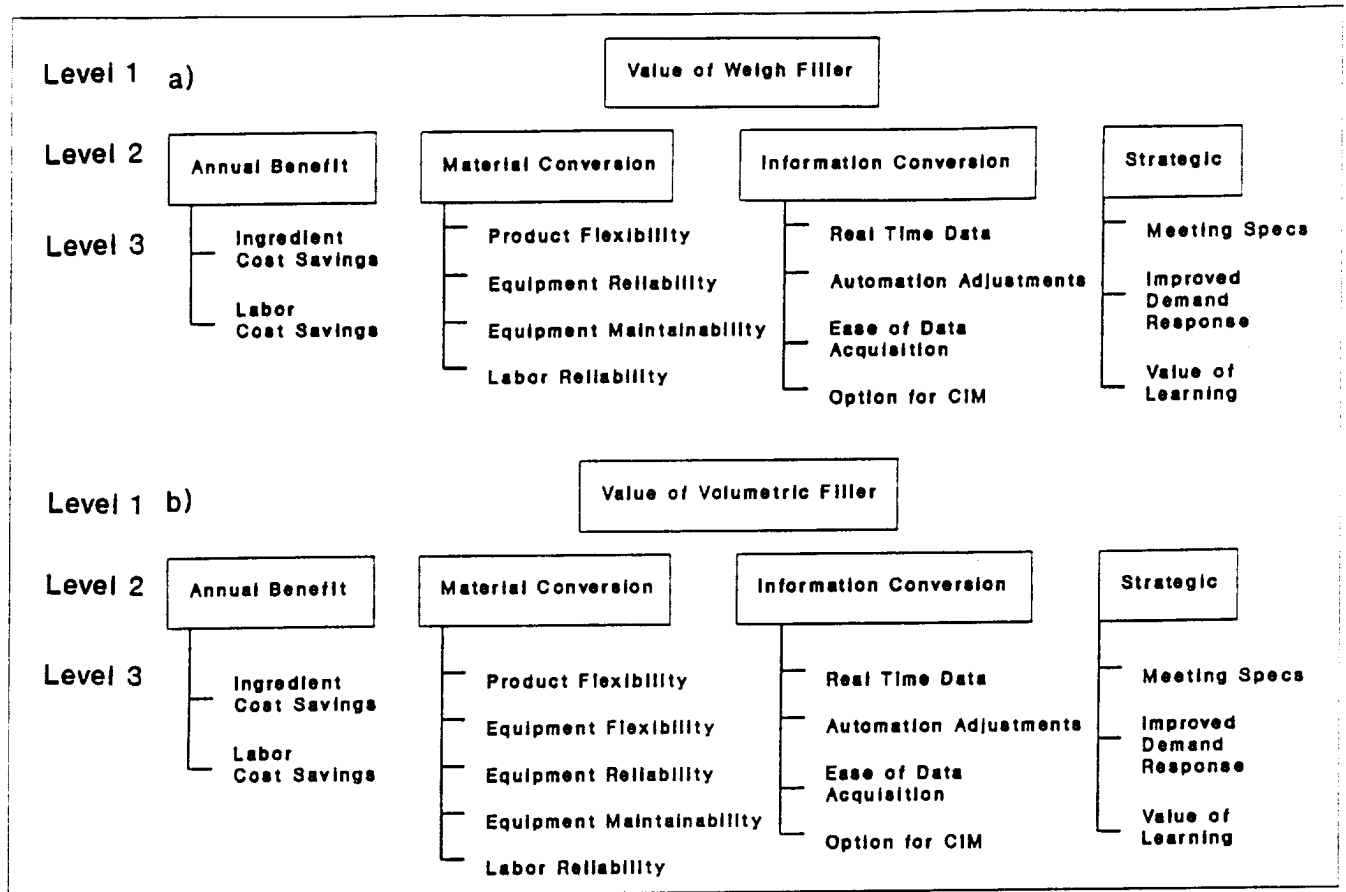 Level 1 a)
Value of Weigh Filler
Level 2
Annual Benefit
Material Conversion
Information Conversion
Strategic
Level 3
Ingredient
Cost Savings
Labor
Cost Savings
Product Flexibility
Equipment Reliability
Equipment Maintainability
Labor Reliability
Real Time Data
Automation Adjustments
Ease of Data
Acquisition
Option for CIM
Meeting Specs
Improved
Demand
Response
Value of
Learning
Level 1 b)
Value of Volumetric Filler
Level 2
Annual Benefit
Material Conversion
Information Conversion
Strategic
Level 3
Ingredient
Cost Savings
Labor
Cost Savings
Product Flexibility
Equipment Flexibility
Equipment Reliability
Equipment Maintainability
Labor Reliability
Real Time Data
Automation Adjustments
Ease of Data
Acquisition
Option for CIM
Meeting Specs
Improved
Demand
Response
Value of
Learning